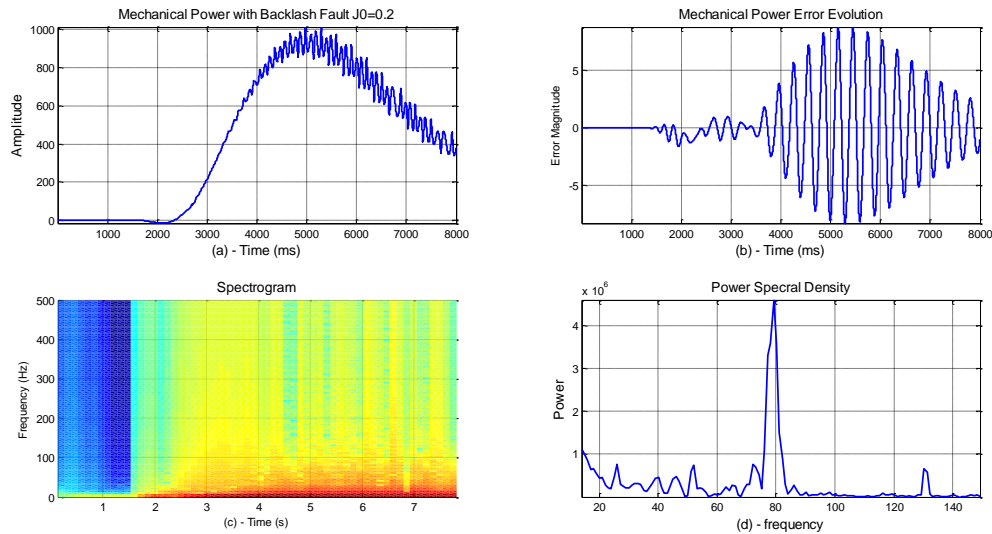 Mechanical Power with Backlash Fault J0=0.2
Amplitude
1000
800
600
400
200
0
1000 2000 3000 4000 5000 6000 7000 8000
(a) - Time (ms)
Mechanical Power Error Evolution
Error Magnitude
5
0
-5
1000 2000 3000 4000 5000 6000 7000 8000
(b) - Time (ms)
Spectrogram
Frequency (Hz)
500
400
300
200
100
0
1 2 3 4 5 6 7
(c) - Time (s)
Power Specral Density
x 10^6
Power
4
3
2
1
20 40 60 80 100 120 140
(d) - frequency